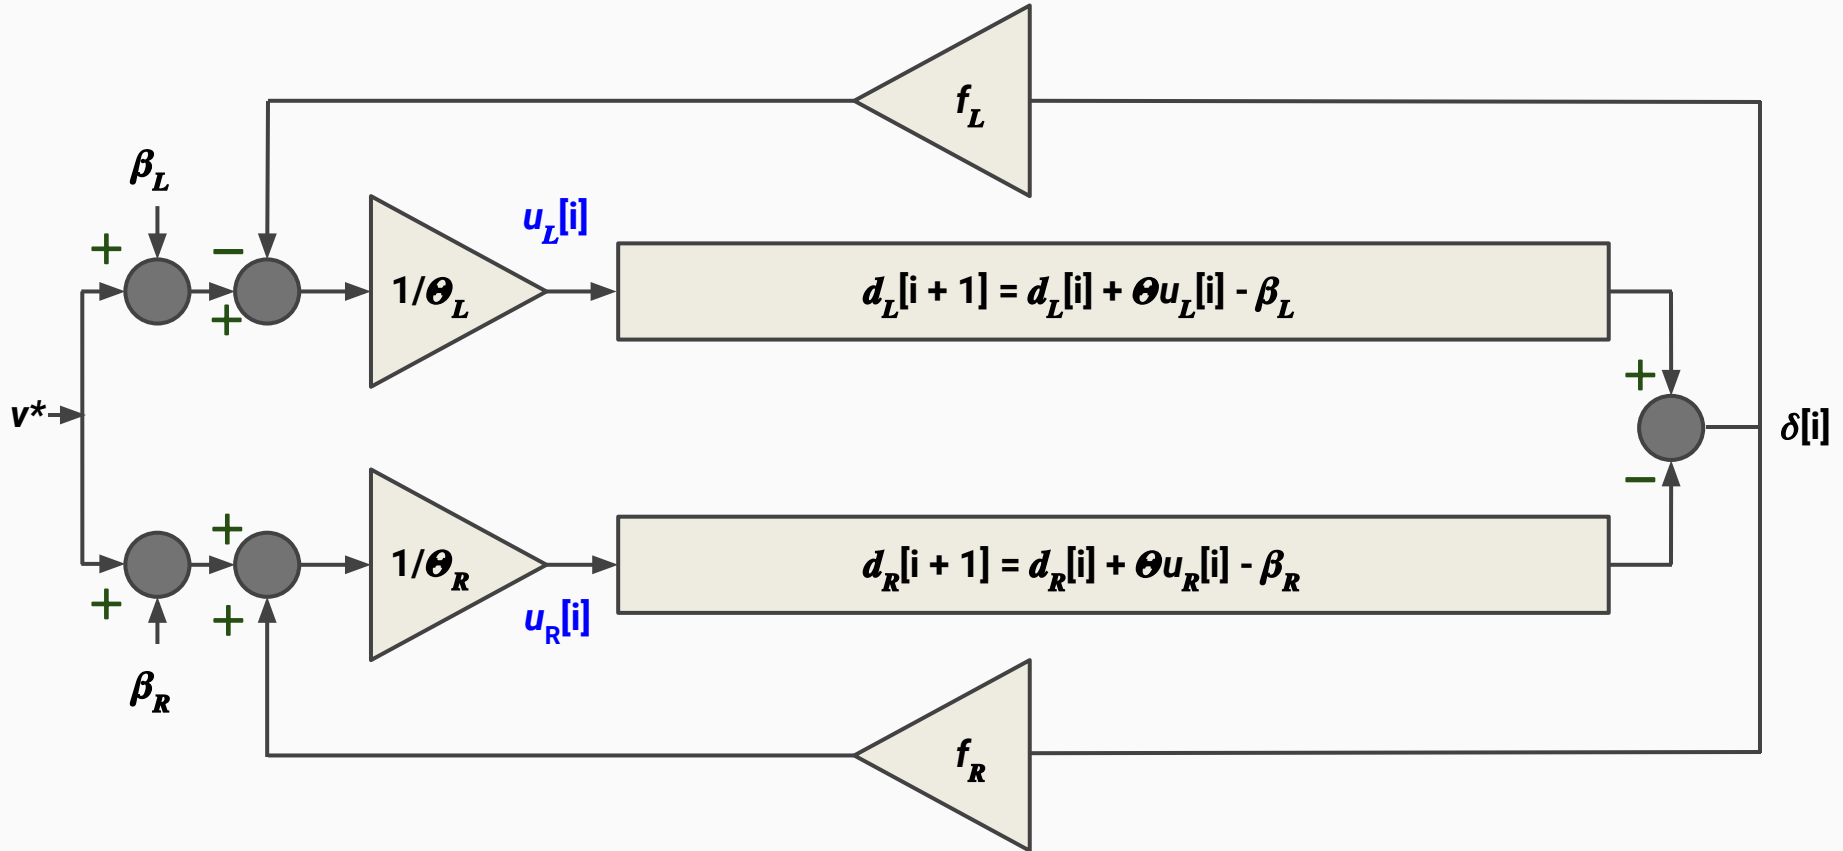 f_L
β_L
+
−
u_L[i]
1/Θ_L
d_L[i + 1] = d_L[i] + Θu_L[i] - β_L
+
+
v*
δ[i]
−
+
1/Θ_R
d_R[i + 1] = d_R[i] + Θu_R[i] - β_R
+
+
u_R[i]
β_R
f_R